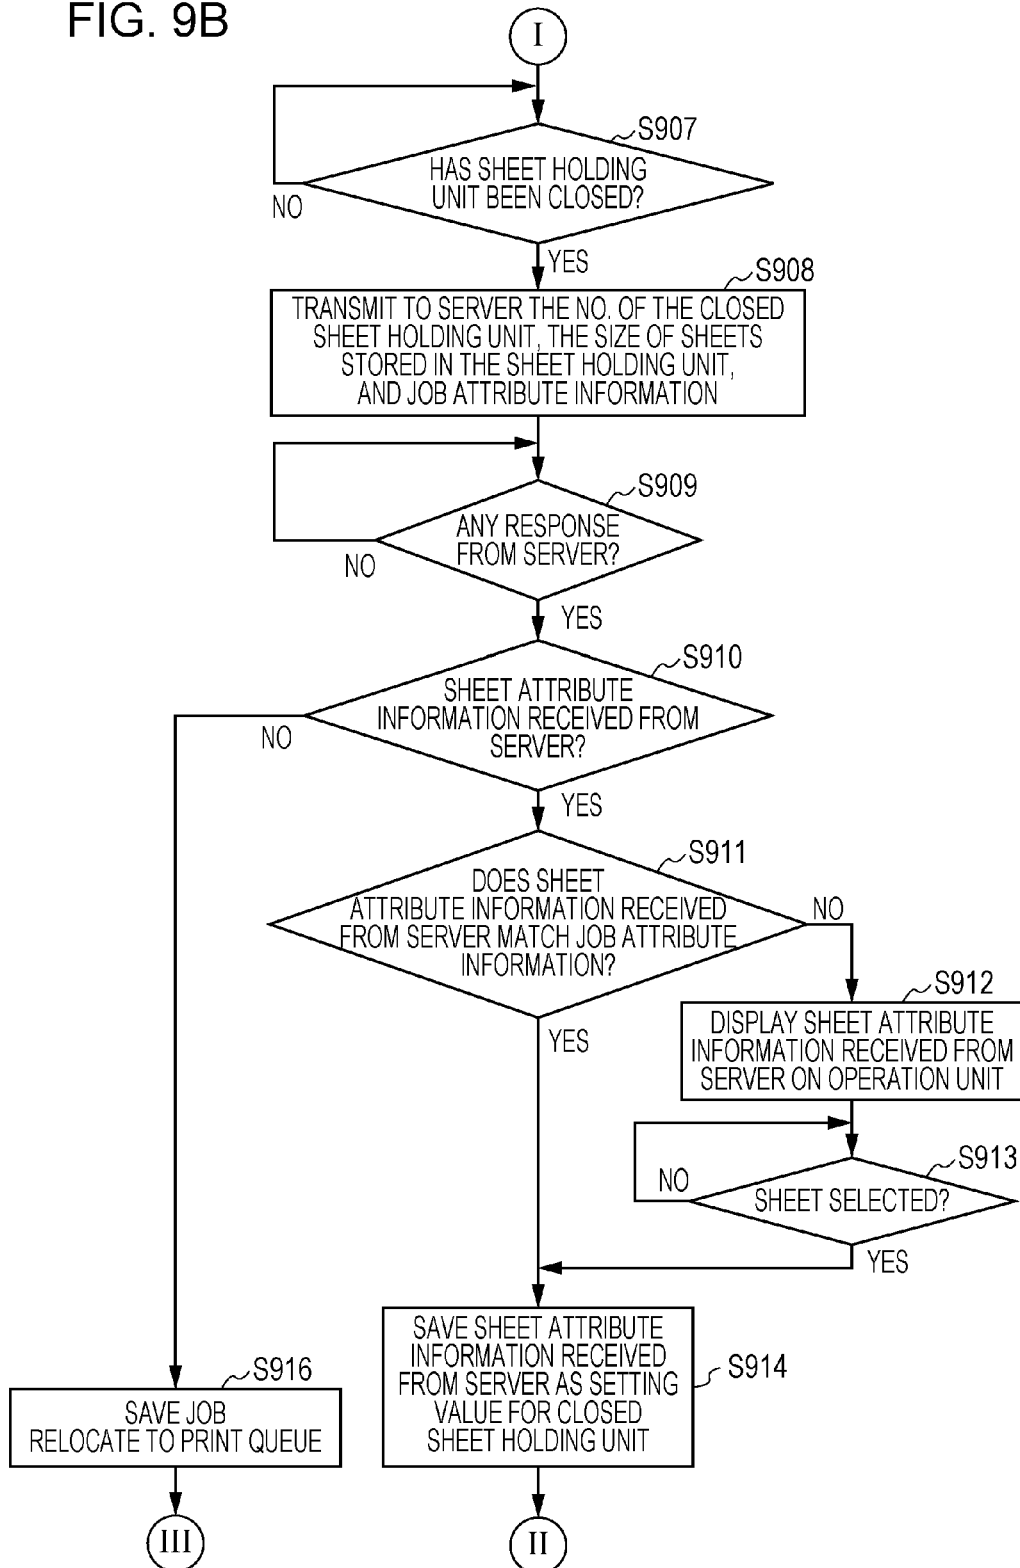 FIG. 9B
I
S907
HAS SHEET HOLDING
UNIT BEEN CLOSED?
NO
YES
S908
TRANSMIT TO SERVER THE NO. OF THE CLOSED
SHEET HOLDING UNIT, THE SIZE OF SHEETS
STORED IN THE SHEET HOLDING UNIT,
AND JOB ATTRIBUTE INFORMATION
S909
ANY RESPONSE
FROM SERVER?
NO
YES
S910
SHEET ATTRIBUTE
INFORMATION RECEIVED FROM
SERVER?
NO
YES
S911
DOES SHEET
ATTRIBUTE INFORMATION RECEIVED
FROM SERVER MATCH JOB ATTRIBUTE
INFORMATION?
NO
YES
S912
DISPLAY SHEET ATTRIBUTE
INFORMATION RECEIVED FROM
SERVER ON OPERATION UNIT
S913
SHEET SELECTED?
NO
YES
S914
SAVE SHEET ATTRIBUTE
INFORMATION RECEIVED
FROM SERVER AS SETTING
VALUE FOR CLOSED
SHEET HOLDING UNIT
S916
SAVE JOB
RELOCATE TO PRINT QUEUE
III
II